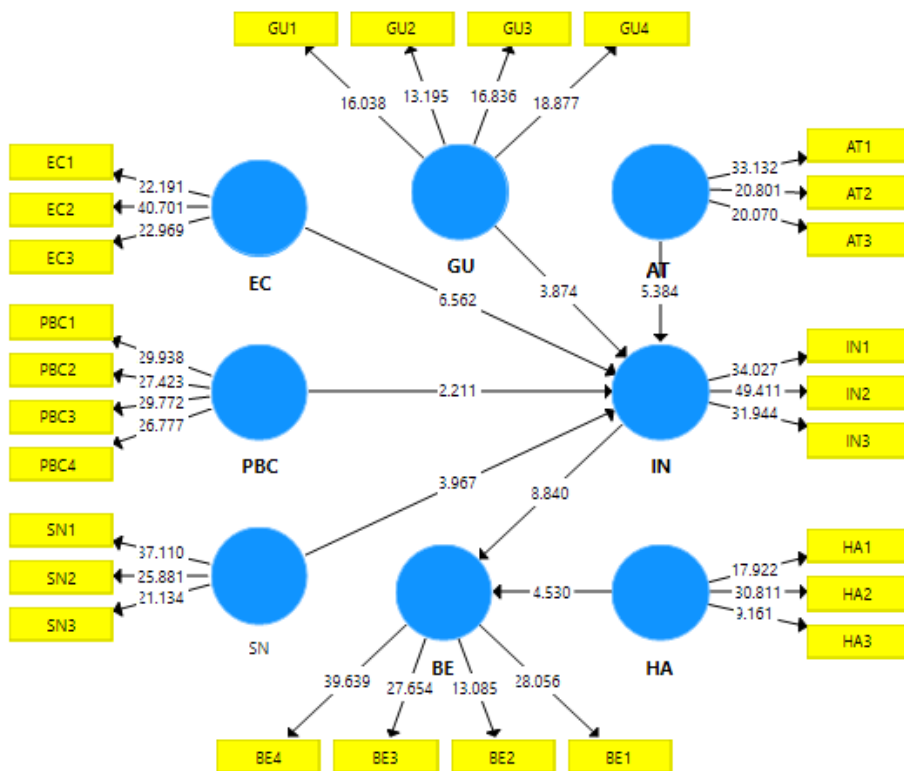 GU1 GU2 GU3 GU4
16.038 13.195 16.836 18.877
EC1
EC2
EC3
22.191
40.701
22.969
EC
GU
AT
AT1
AT2
AT3
33.132
20.801
20.070
6.562
3.874
5.384
PBC1
PBC2
PBC3
PBC4
29.938
27.423
29.772
26.777
PBC
2.211
IN1
IN2
IN3
34.027
49.411
31.944
IN
3.967
8.840
SN1
SN2
SN3
37.110
25.881
21.134
SN
BE
4.530
HA
HA1
HA2
HA3
17.922
30.811
9.161
39.639 27.654 13.085 28.056
BE4 BE3 BE2 BE1